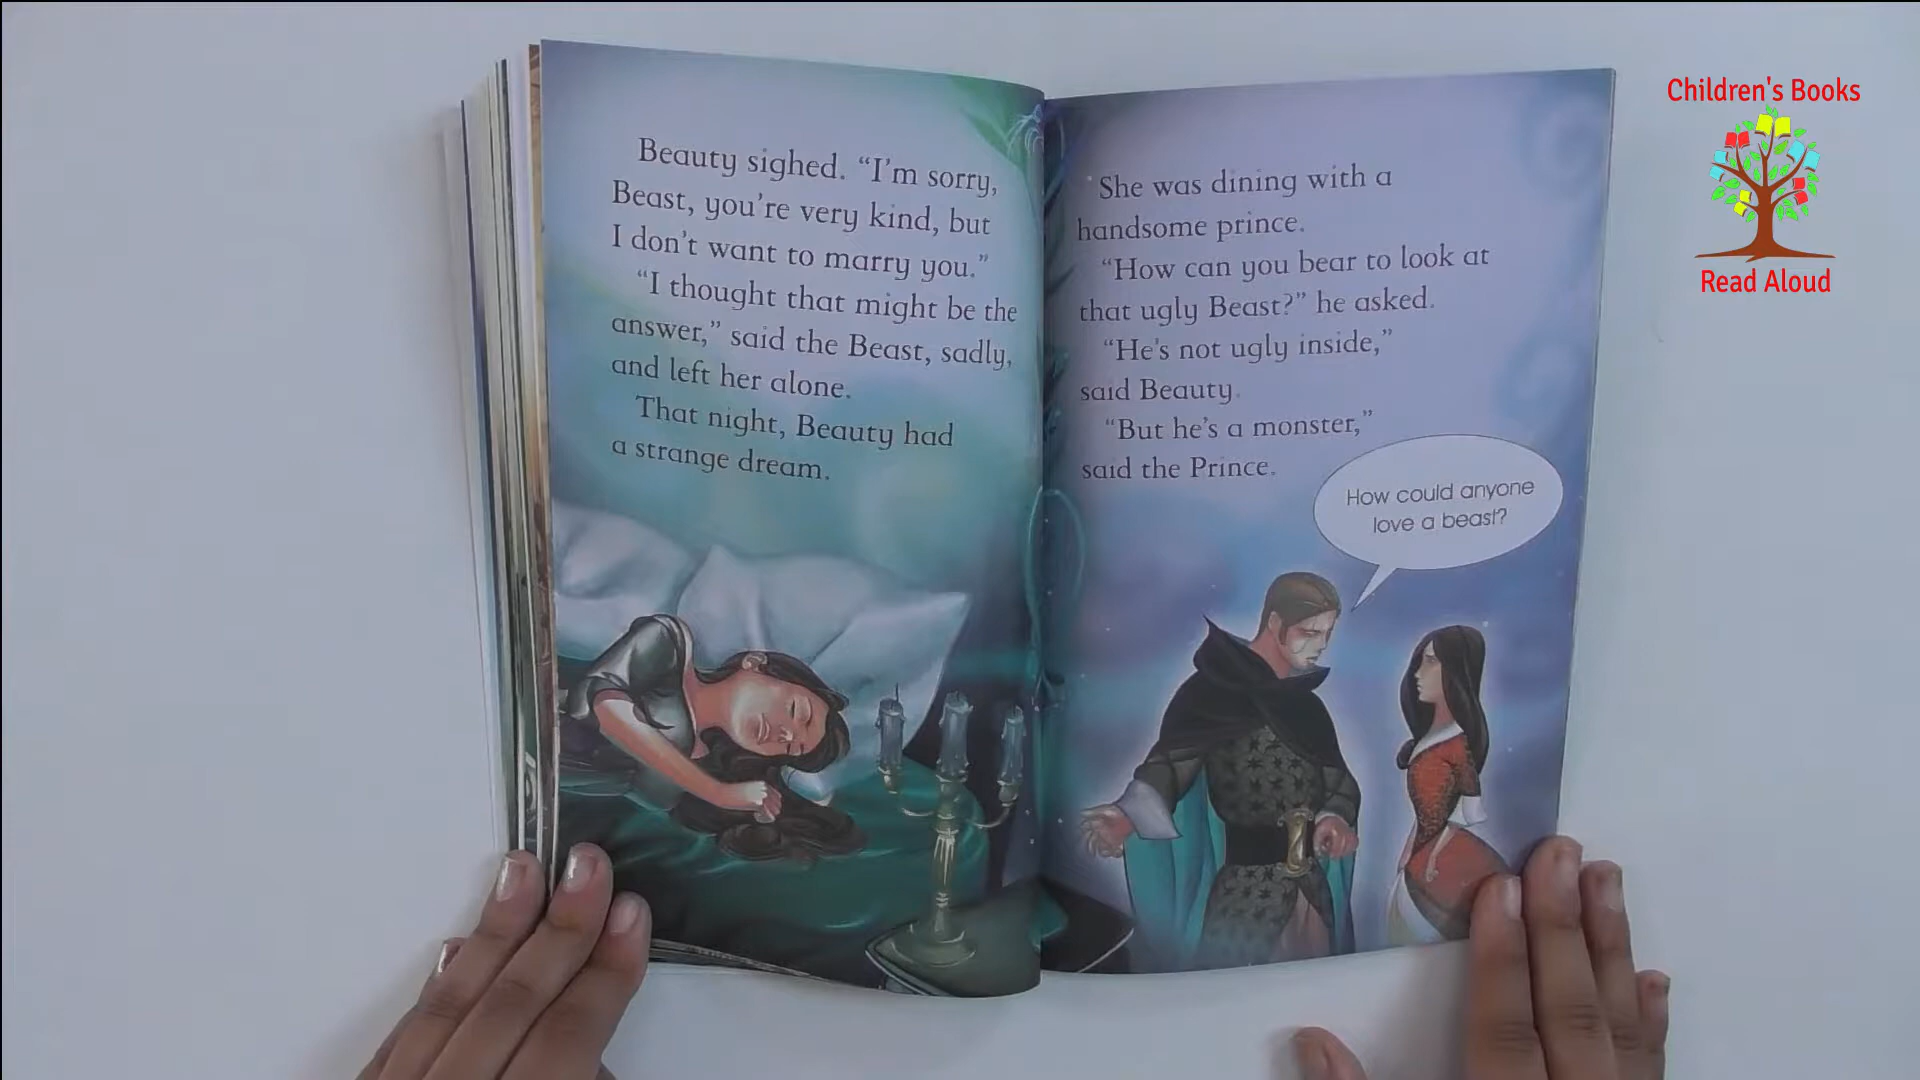 Beauty sighed. “I’m sorry,
Beast, you’re very kind, but
I don’t want to marry you.”
“I thought that might be the
answer,” said the Beast, sadly,
and left her alone.
That night, Beauty had
a strange dream.
She was dining with a
handsome prince.
“How can you bear to look at
that ugly Beast?” he asked.
“He’s not ugly inside,”
said Beauty.
“But he’s a monster,”
said the Prince.
How could anyone
love a beast?
Children's Books
Read Aloud